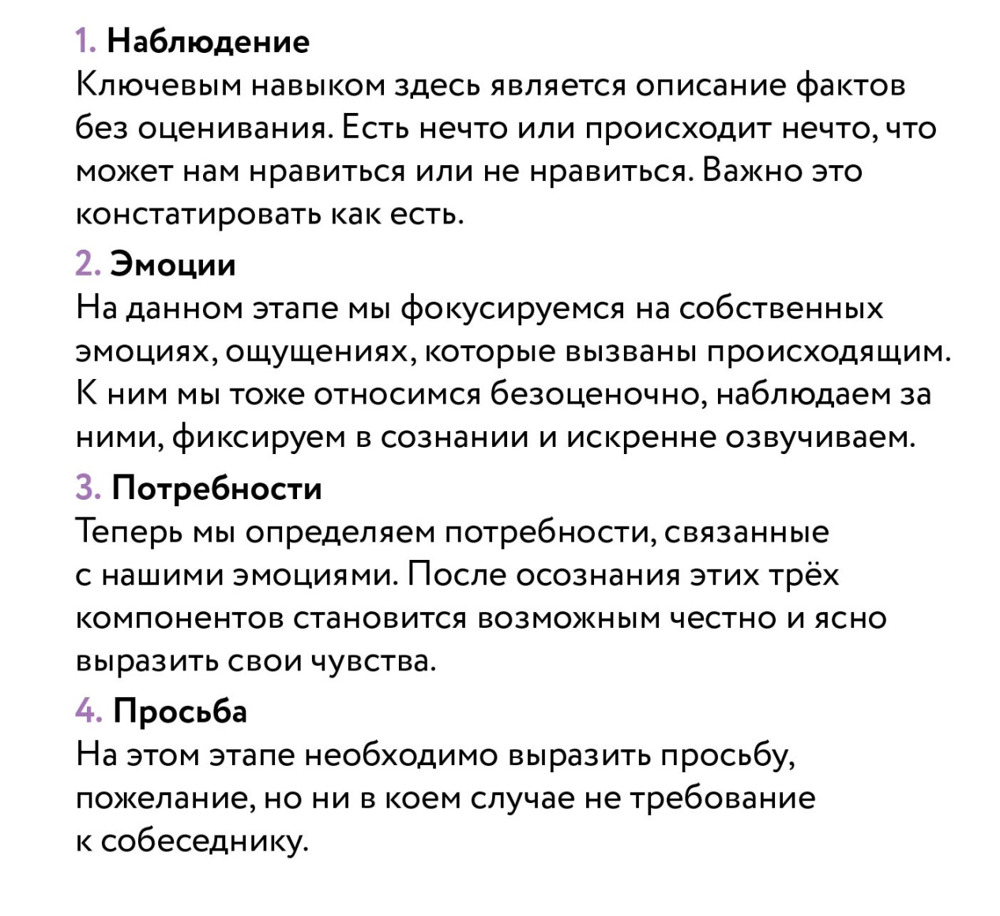 1. Наблюдение
Ключевым навыком здесь является описание фактов
без оценивания. Есть нечто или происходит нечто, что
может нам нравиться или не нравиться. Важно это
констатировать как есть.
2. Эмоции
На данном этапе мы фокусируемся на собственных
эмоциях, ощущениях, которые вызваны происходящим.
К ним мы тоже относимся безоценочно, наблюдаем за
ними, фиксируем в сознании и искренне озвучиваем.
3. Потребности
Теперь мы определяем потребности, связанные
с нашими эмоциями. После осознания этих трёх
компонентов становится возможным честно и ясно
выразить свои чувства.
4. Просьба
На этом этапе необходимо выразить просьбу,
пожелание, но ни в коем случае не требование
к собеседнику.